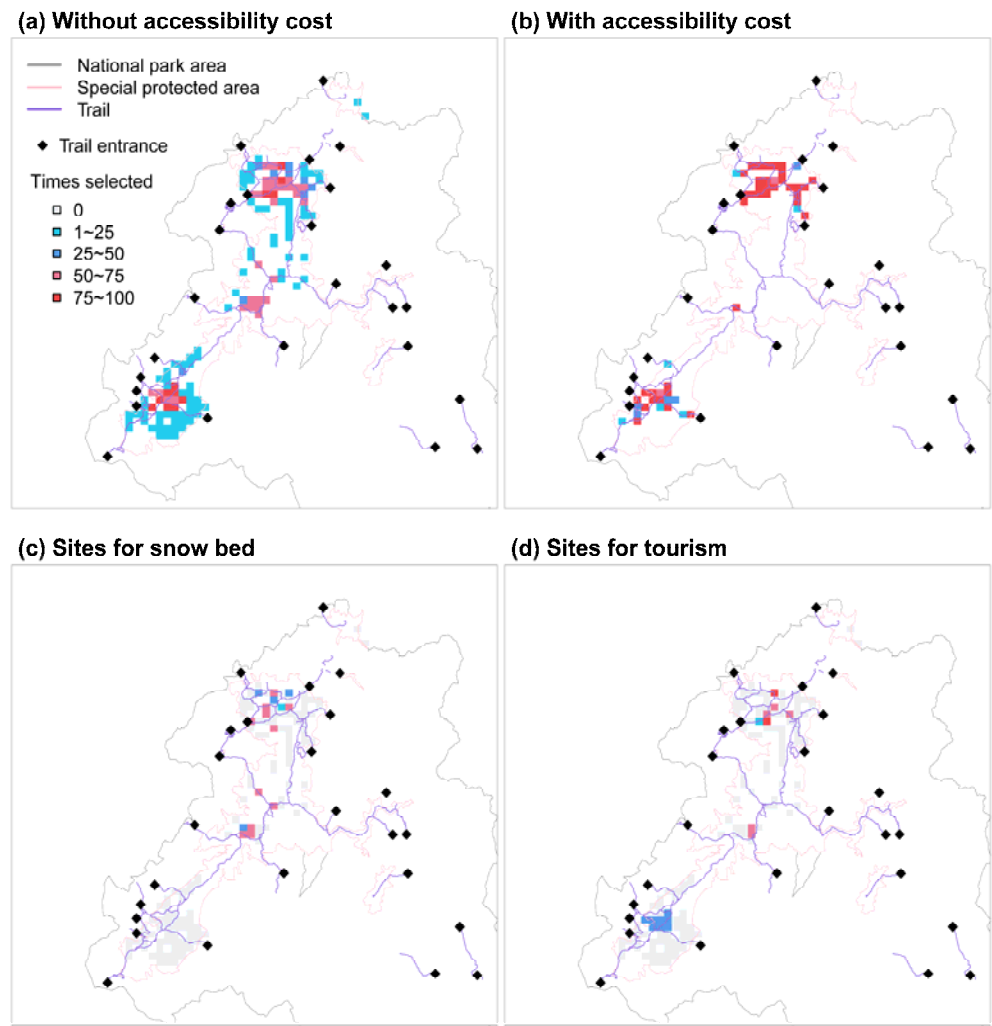 (a) Without accessibility cost
(b) With accessibility cost
National park area
Special protected area
Trail
Trail entrance
Times selected
0
1~25
25~50
50~75
75~100
(c) Sites for snow bed
(d) Sites for tourism